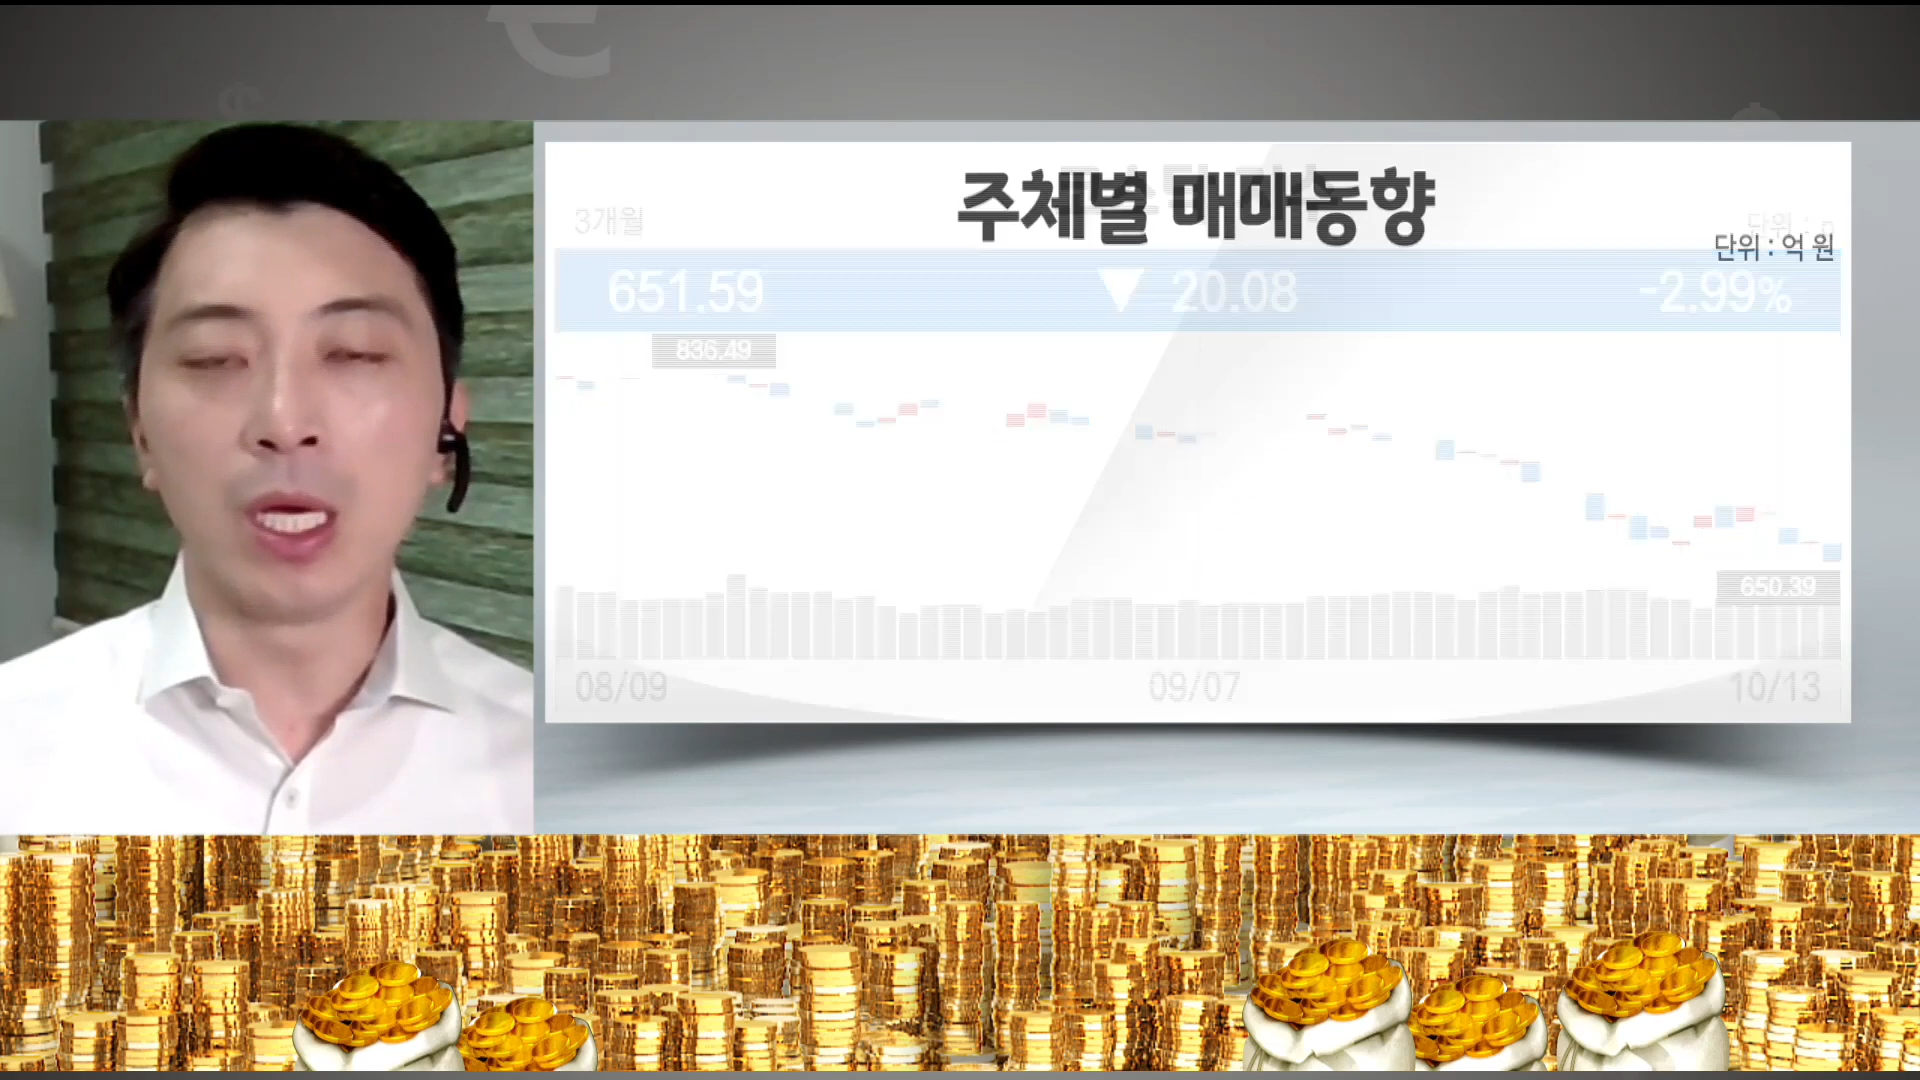 주체별 매매동향
3개월
단위 : 억 원
651.59 ▼ 20.08 -2.99%
836.49
650.39
08/09 09/07 10/13